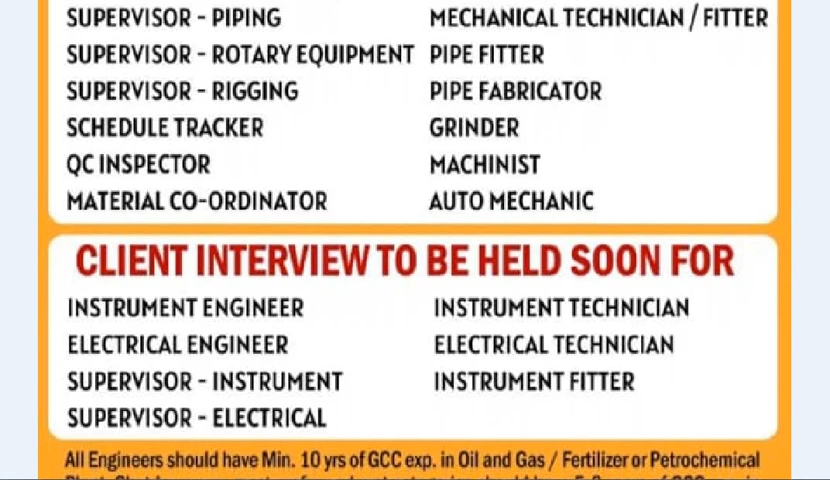 SUPERVISOR - PIPING
SUPERVISOR - ROTARY EQUIPMENT
SUPERVISOR - RIGGING
SCHEDULE TRACKER
QC INSPECTOR
MATERIAL CO-ORDINATOR
MECHANICAL TECHNICIAN / FITTER
PIPE FITTER
PIPE FABRICATOR
GRINDER
MACHINIST
AUTO MECHANIC
CLIENT INTERVIEW TO BE HELD SOON FOR
INSTRUMENT ENGINEER
ELECTRICAL ENGINEER
SUPERVISOR - INSTRUMENT
SUPERVISOR - ELECTRICAL
INSTRUMENT TECHNICIAN
ELECTRICAL TECHNICIAN
INSTRUMENT FITTER
All Engineers should have Min. 10 yrs of GCC exp. in Oil and Gas / Fertilizer or Petrochemical